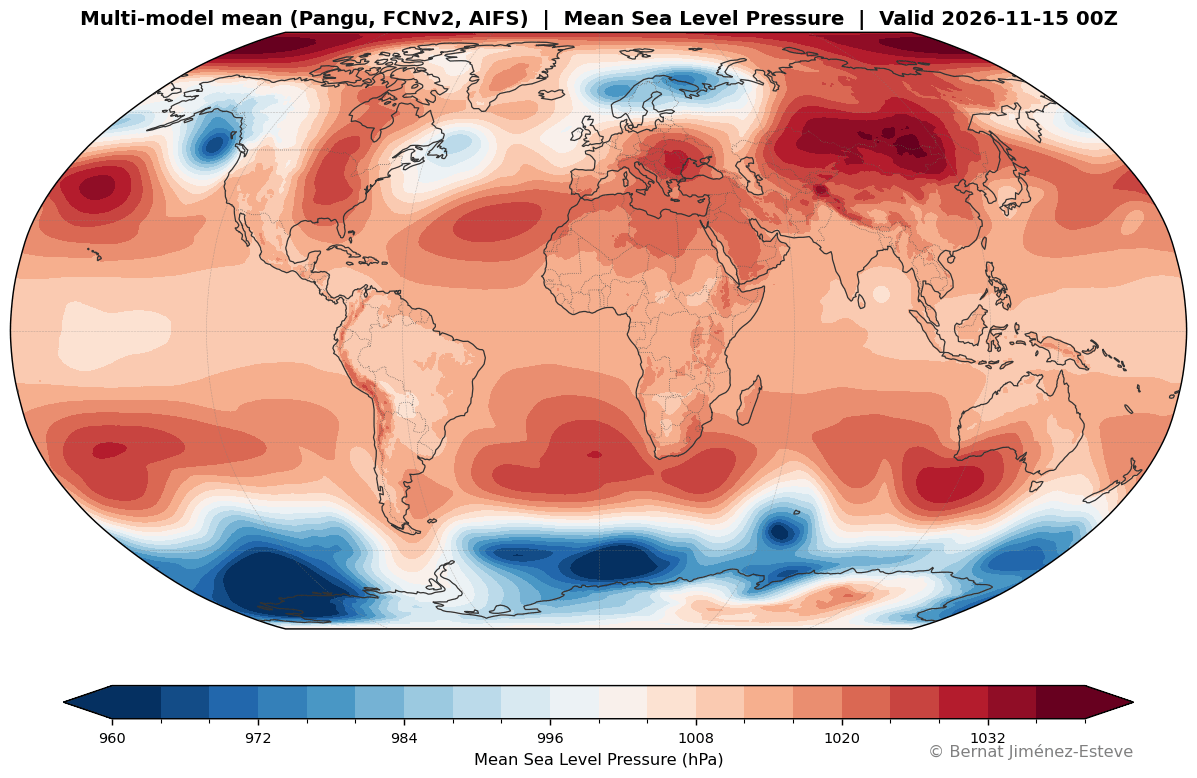 Multi-model mean (Pangu, FCNv2, AIFS)  |  Mean Sea Level Pressure  |  Valid 2026-11-15 00Z
960 972 984 996 1008 1020 1032
Mean Sea Level Pressure (hPa)
© Bernat Jiménez-Esteve